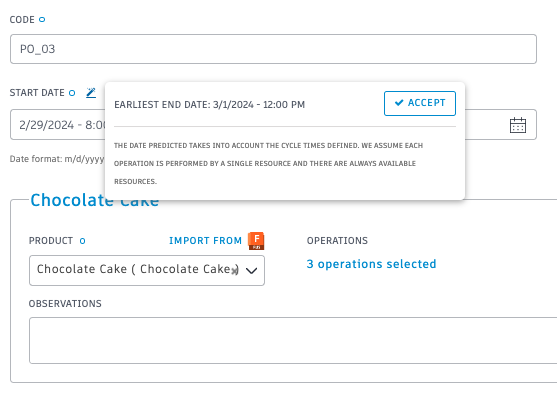 CODE
PO_03
START DATE
EARLIEST END DATE: 3/1/2024 - 12:00 PM
ACCEPT
2/29/2024 - 8:00
THE DATE PREDICTED TAKES INTO ACCOUNT THE CYCLE TIMES DEFINED. WE ASSUME EACH
OPERATION IS PERFORMED BY A SINGLE RESOURCE AND THERE ARE ALWAYS AVAILABLE
RESOURCES.
Date format: m/d/yyyy
Chocolate Cake
PRODUCT
IMPORT FROM
F
OPERATIONS
Chocolate Cake ( Chocolate Cake )
3 operations selected
OBSERVATIONS